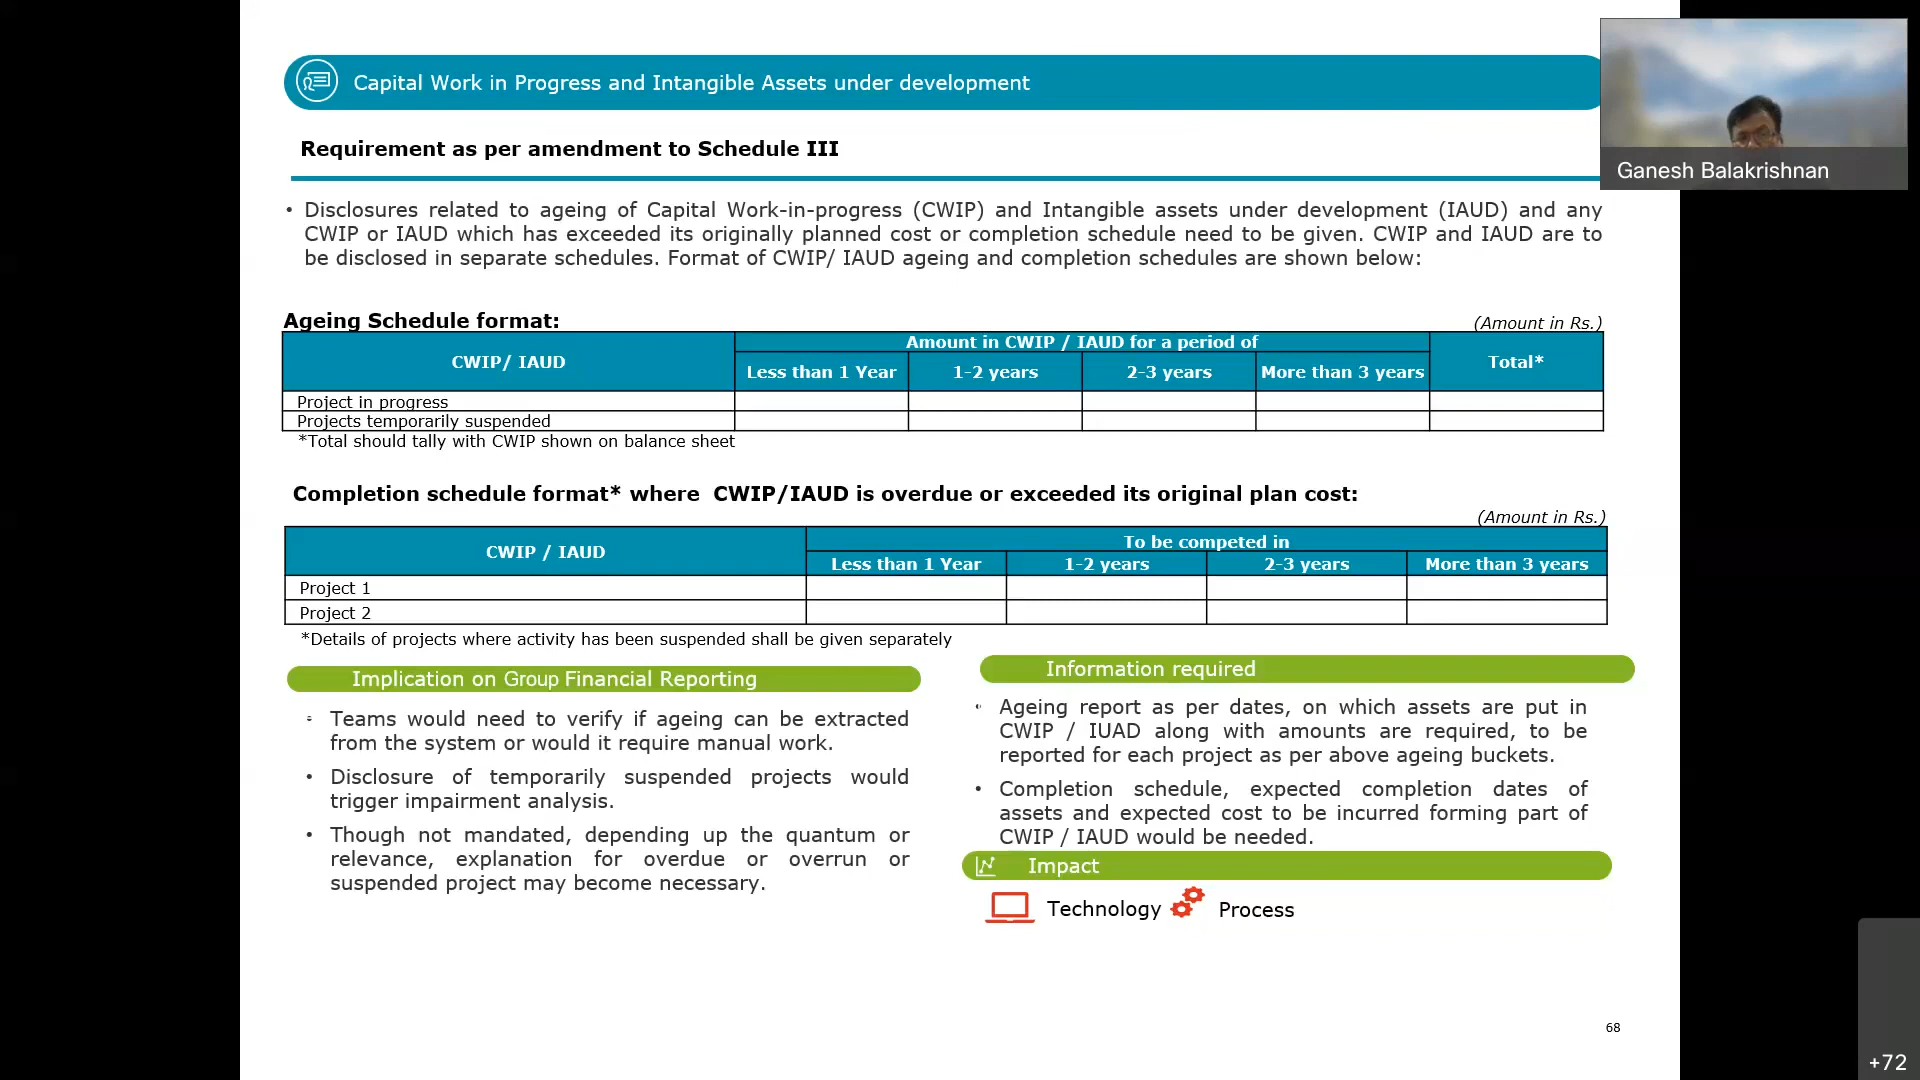 Capital Work in Progress and Intangible Assets under development
Ganesh Balakrishnan
Requirement as per amendment to Schedule III
• Disclosures related to ageing of Capital Work-in-progress (CWIP) and Intangible assets under development (IAUD) and any
CWIP or IAUD which has exceeded its originally planned cost or completion schedule need to be given. CWIP and IAUD are to
be disclosed in separate schedules. Format of CWIP/ IAUD ageing and completion schedules are shown below:
Ageing Schedule format:
(Amount in Rs.)
CWIP/ IAUD
Amount in CWIP / IAUD for a period of
Total*
Less than 1 Year
1-2 years
2-3 years
More than 3 years
Project in progress
Projects temporarily suspended
*Total should tally with CWIP shown on balance sheet
Completion schedule format* where CWIP/IAUD is overdue or exceeded its original plan cost:
(Amount in Rs.)
CWIP / IAUD
To be competed in
Less than 1 Year
1-2 years
2-3 years
More than 3 years
Project 1
Project 2
*Details of projects where activity has been suspended shall be given separately
Implication on Group Financial Reporting
• Teams would need to verify if ageing can be extracted
from the system or would it require manual work.
• Disclosure of temporarily suspended projects would
trigger impairment analysis.
• Though not mandated, depending up the quantum or
relevance, explanation for overdue or overrun or
suspended project may become necessary.
Information required
• Ageing report as per dates, on which assets are put in
CWIP / IUAD along with amounts are required, to be
reported for each project as per above ageing buckets.
• Completion schedule, expected completion dates of
assets and expected cost to be incurred forming part of
CWIP / IAUD would be needed.
Impact
Technology
Process
68
+72